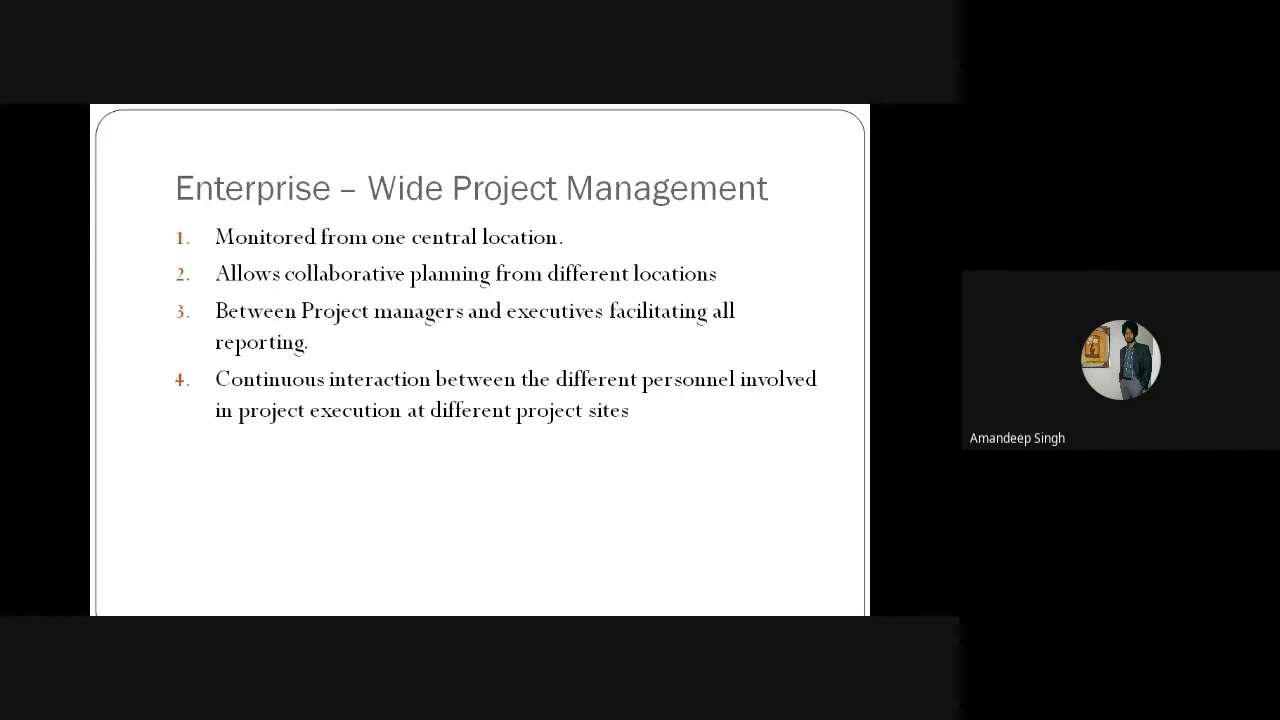 Enterprise – Wide Project Management
1. Monitored from one central location.
2. Allows collaborative planning from different locations
3. Between Project managers and executives facilitating all
reporting.
4. Continuous interaction between the different personnel involved
in project execution at different project sites
Amandeep Singh